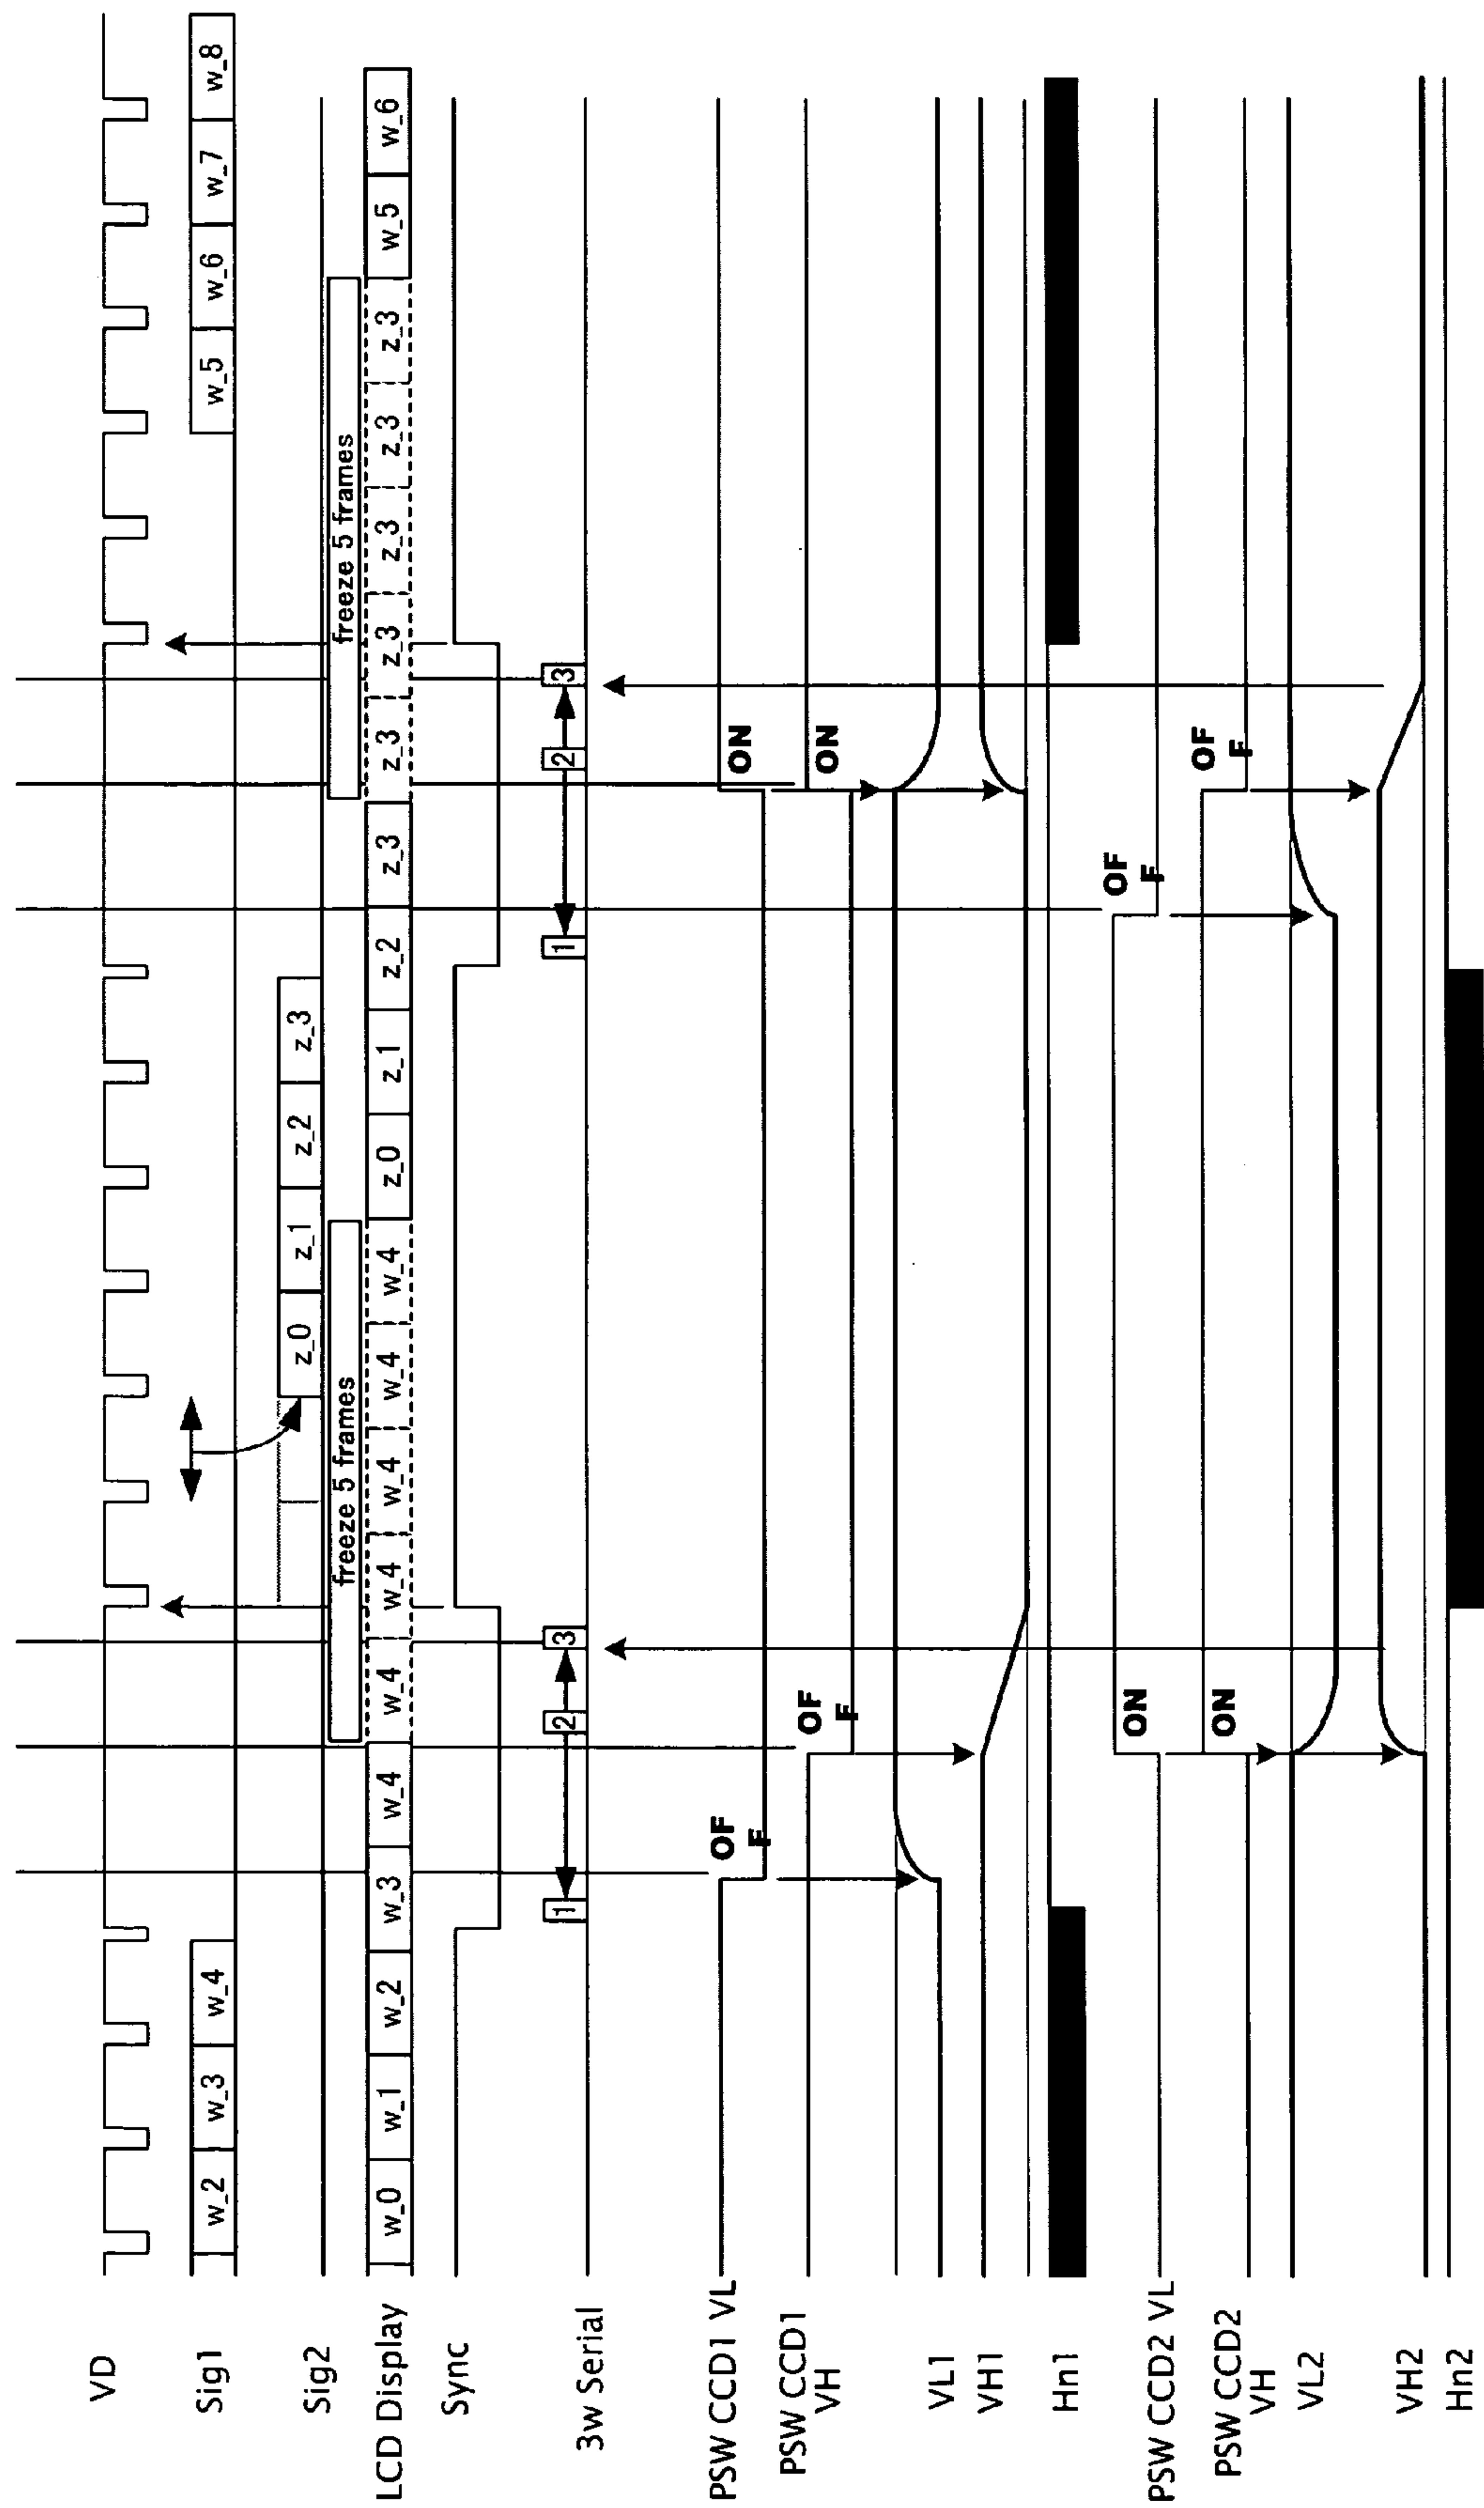 VD
Sig1 w_2 w_3 w_4 w_5 w_6 w_7 w_8
Sig2 z_0 z_1 z_2 z_3
freeze 5 frames freeze 5 frames
LCD Display w_0 w_1 w_2 w_3 w_4 w_4 w_4 w_4 w_4 w_4 z_0 z_1 z_2 z_3 z_3 z_3 z_3 z_3 z_3 w_5 w_6
Sync
3w Serial 1 2 3 1 2 3
PSW CCD1 VL OF
F ON
PSW CCD1
VH OF
F ON
VL1
VH1
Hn1
PSW CCD2 VL ON OF
F
PSW CCD2
VH ON OF
F
VL2
VH2
Hn2